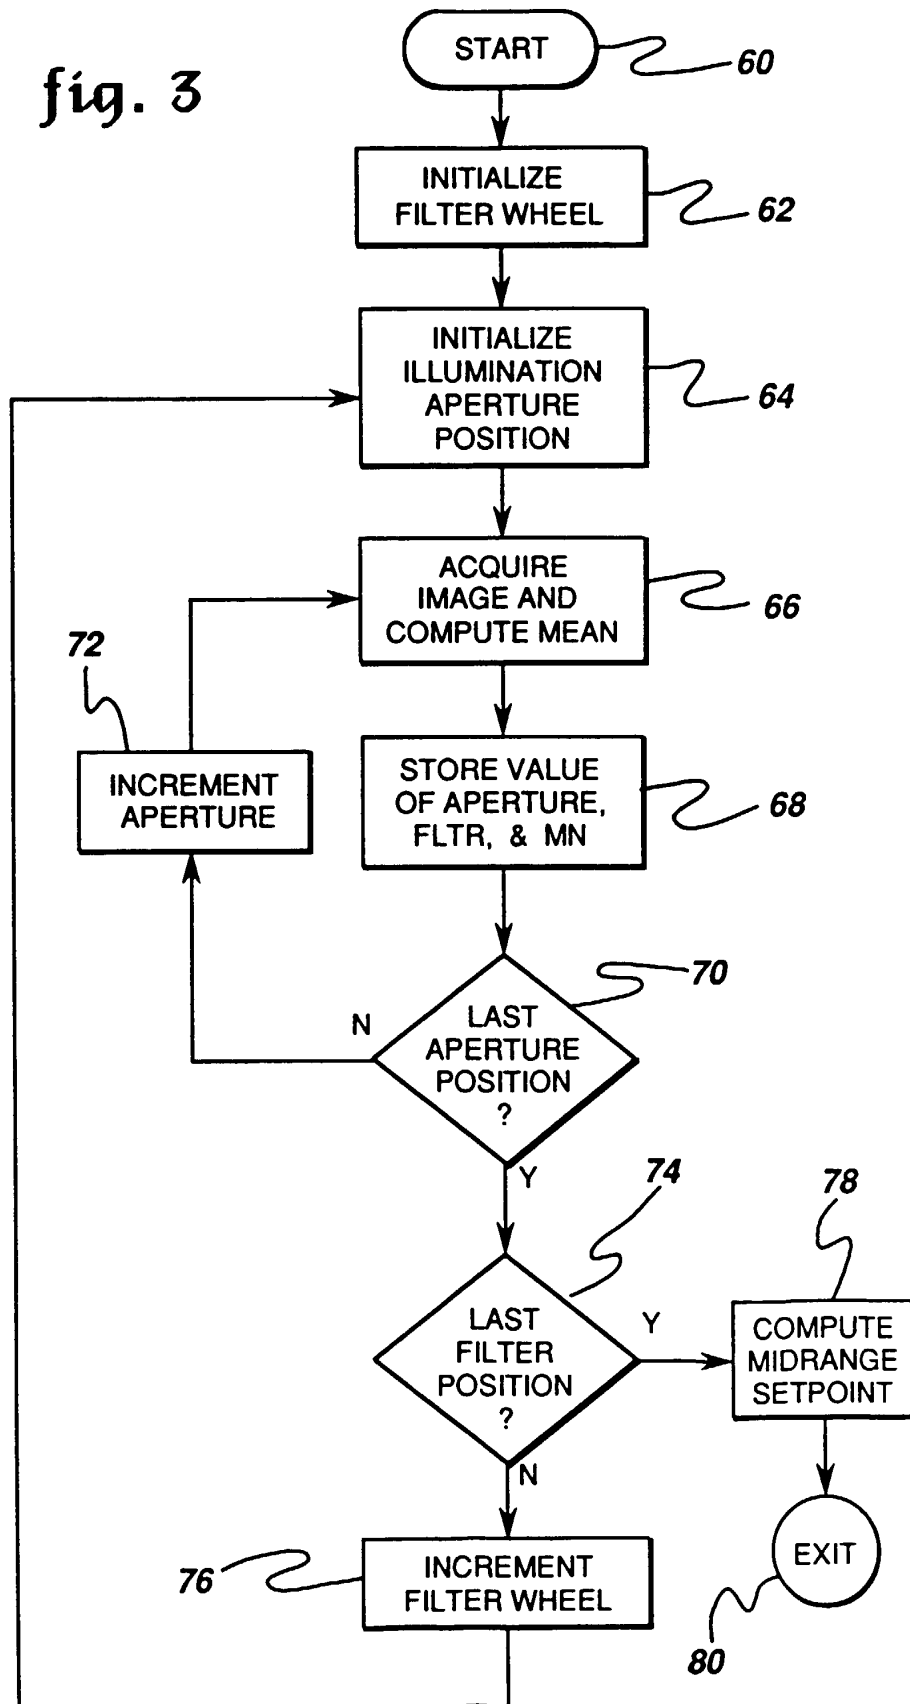 fig. 3
START
60
INITIALIZE
FILTER WHEEL
62
INITIALIZE
ILLUMINATION
APERTURE
POSITION
64
ACQUIRE
IMAGE AND
COMPUTE MEAN
66
72
INCREMENT
APERTURE
STORE VALUE
OF APERTURE,
FLTR, & MN
68
70
N
LAST
APERTURE
POSITION
?
Y
74
78
LAST
FILTER
POSITION
?
Y
COMPUTE
MIDRANGE
SETPOINT
N
EXIT
76
INCREMENT
FILTER WHEEL
80